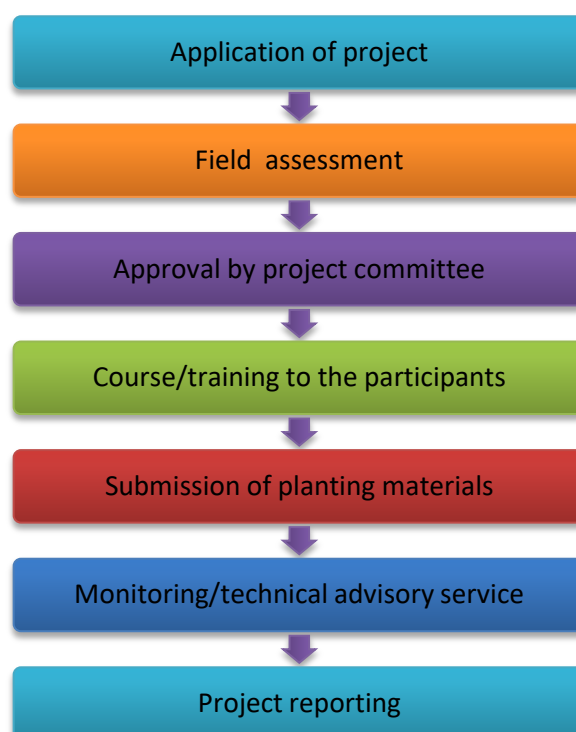 Application of project
Field assessment
Approval by project committee
Course/training to the participants
Submission of planting materials
Monitoring/technical advisory service
Project reporting